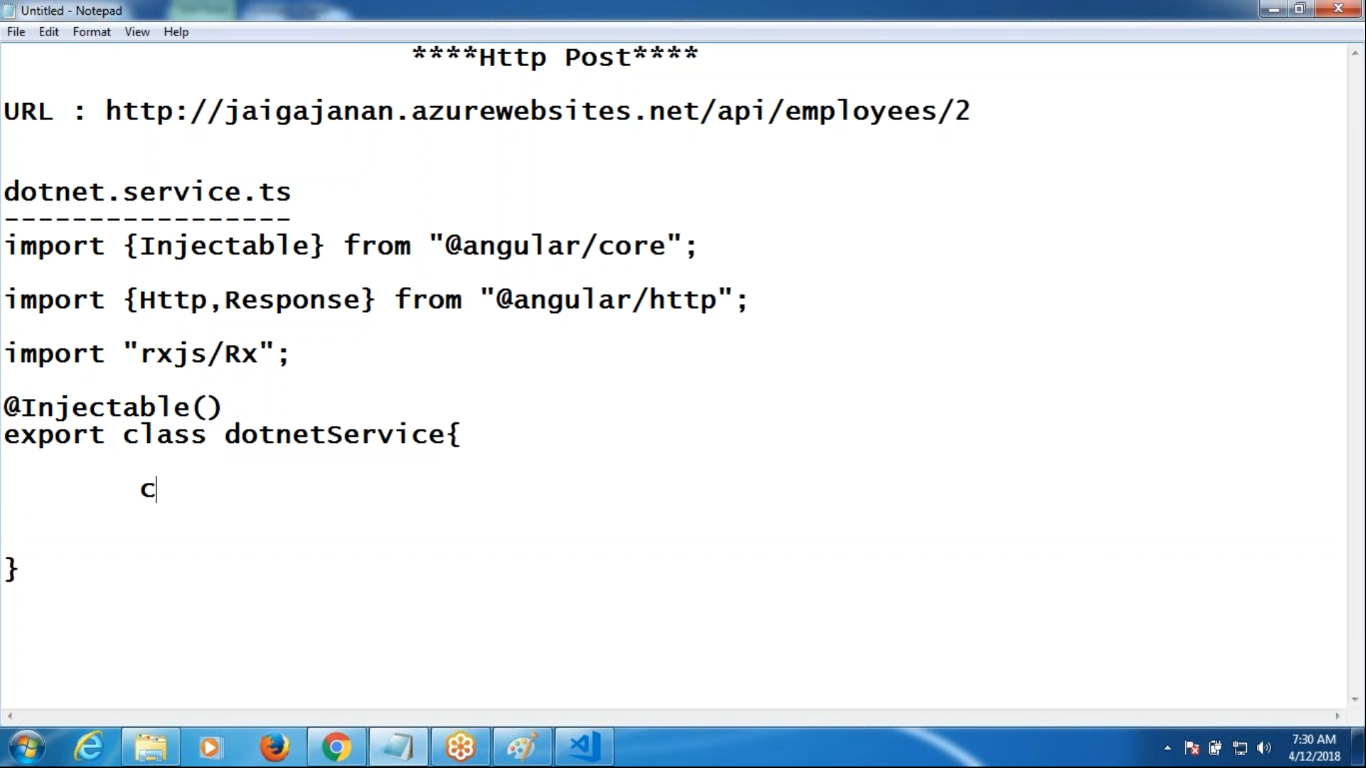 Untitled - Notepad
File Edit Format View Help
****Http Post****
URL : http://jaigajanan.azurewebsites.net/api/employees/2
dotnet.service.ts
-----------------
import {Injectable} from "@angular/core";
import {Http,Response} from "@angular/http";
import "rxjs/Rx";
@Injectable()
export class dotnetService{
c
}
7:30 AM
4/12/2018